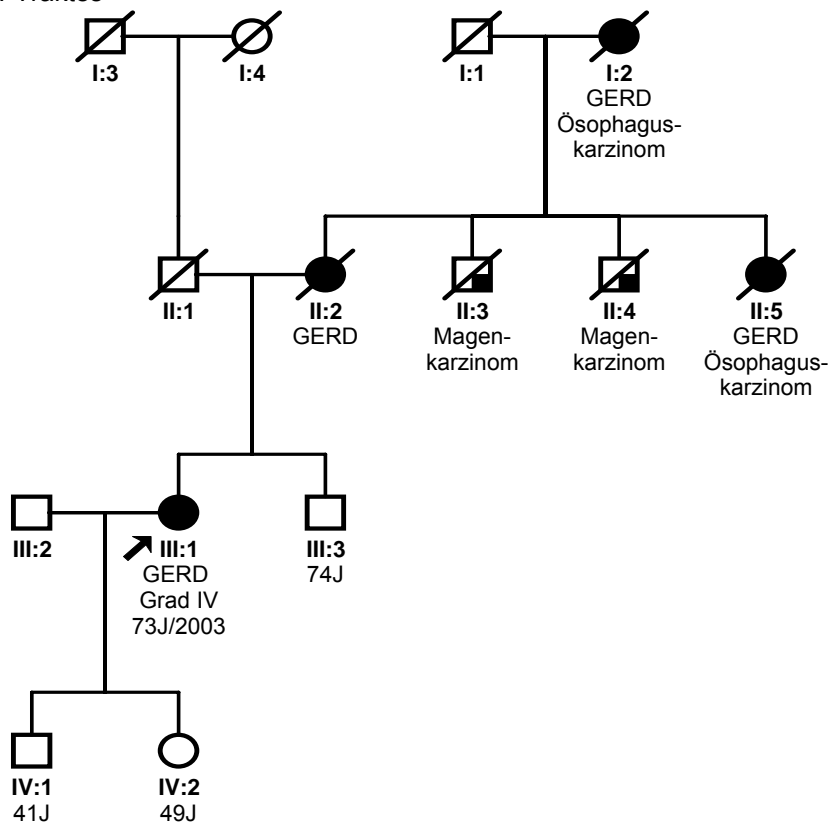 I:3
I:4
I:1
I:2
GERD
Ösophagus-
karzinom
II:1
II:2
GERD
II:3
Magen-
karzinom
II:4
Magen-
karzinom
II:5
GERD
Ösophagus-
karzinom
III:2
III:1
GERD
Grad IV
73J/2003
III:3
74J
IV:1
41J
IV:2
49J